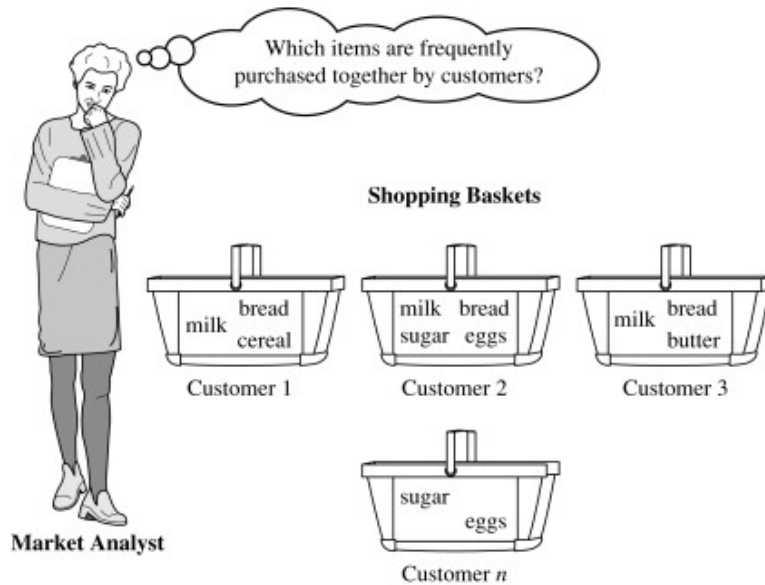 Which items are frequently
purchased together by customers?
Shopping Baskets
milk bread
cereal
Customer 1
milk bread
sugar eggs
Customer 2
milk bread
butter
Customer 3
sugar
eggs
Customer n
Market Analyst